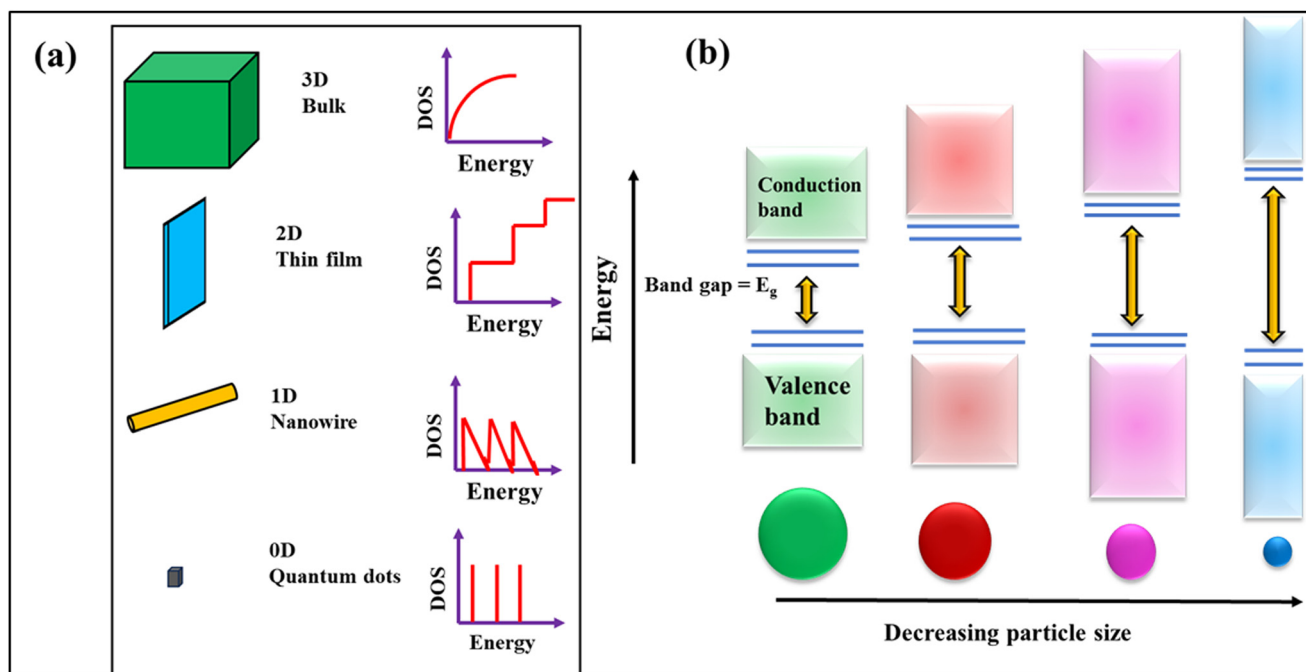 (a)
3D
Bulk
DOS
Energy
2D
Thin film
DOS
Energy
1D
Nanowire
DOS
Energy
0D
Quantum dots
DOS
Energy
(b)
Energy
Conduction
band
Band gap = Eg
Valence
band
Decreasing particle size